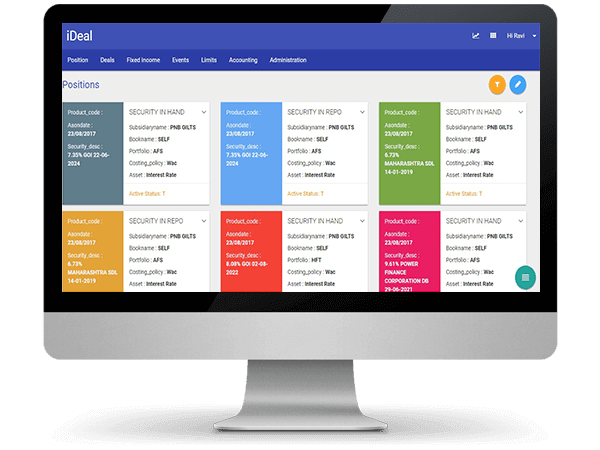 iDeal
Hi Ravi
Position Deals Fixed income Events Limits Accounting Administration
Positions
Product_code :
Asondate :
23/08/2017
Security_desc :
7.35% GOI 22-06-
2024
SECURITY IN HAND
Subsidiaryname : PNB GILTS
Bookname : SELF
Portfolio : AFS
Costing_policy : Wac
Asset : Interest Rate
Active Status: T
Product_code :
Asondate :
23/08/2017
Security_desc :
7.35% GOI 22-06-
2024
SECURITY IN REPO
Subsidiaryname : PNB GILTS
Bookname : SELF
Portfolio : AFS
Costing_policy : Wac
Asset : Interest Rate
Active Status: T
Product_code :
Asondate :
23/08/2017
Security_desc :
6.73%
MAHARASHTRA SDL
14-01-2019
SECURITY IN HAND
Subsidiaryname : PNB GILTS
Bookname : SELF
Portfolio : AFS
Costing_policy : Wac
Asset : Interest Rate
Active Status: T
Product_code :
Asondate :
23/08/2017
Security_desc :
6.73%
MAHARASHTRA SDL
14-01-2019
SECURITY IN REPO
Subsidiaryname : PNB GILTS
Bookname : SELF
Portfolio : AFS
Costing_policy : Wac
Asset : Interest Rate
Product_code :
Asondate :
23/08/2017
Security_desc :
8.08% GOI 02-08-
2022
SECURITY IN HAND
Subsidiaryname : PNB GILTS
Bookname : SELF
Portfolio : HFT
Costing_policy : Wac
Asset : Interest Rate
Product_code :
Asondate :
23/08/2017
Security_desc :
9.61% POWER
FINANCE
CORPORATION DB
29-06-2021
SECURITY IN HAND
Subsidiaryname : PNB GILTS
Bookname : SELF
Portfolio : AFS
Costing_policy : Wac
Asset : Interest Rate